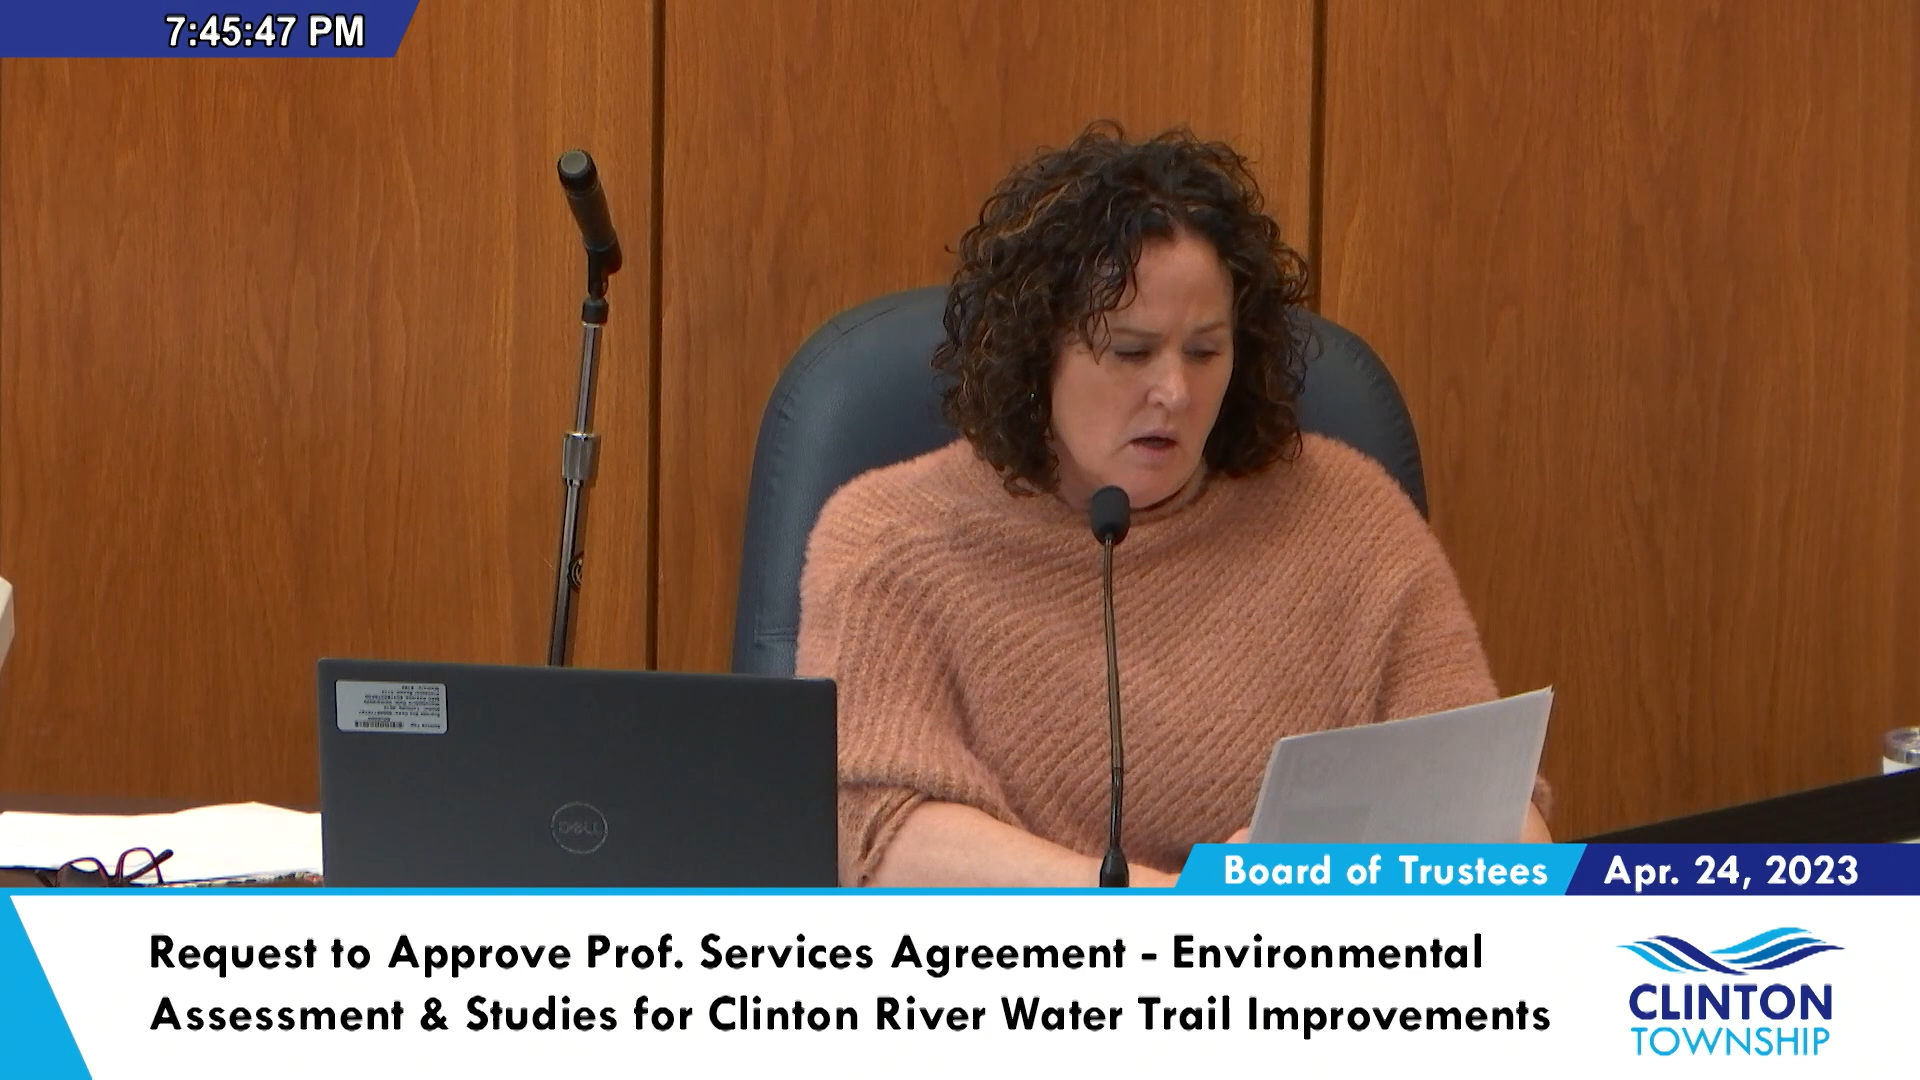 7:45:47 PM
DELL
Board of Trustees
Apr. 24, 2023
Request to Approve Prof. Services Agreement - Environmental
Assessment & Studies for Clinton River Water Trail Improvements
CLINTON
TOWNSHIP